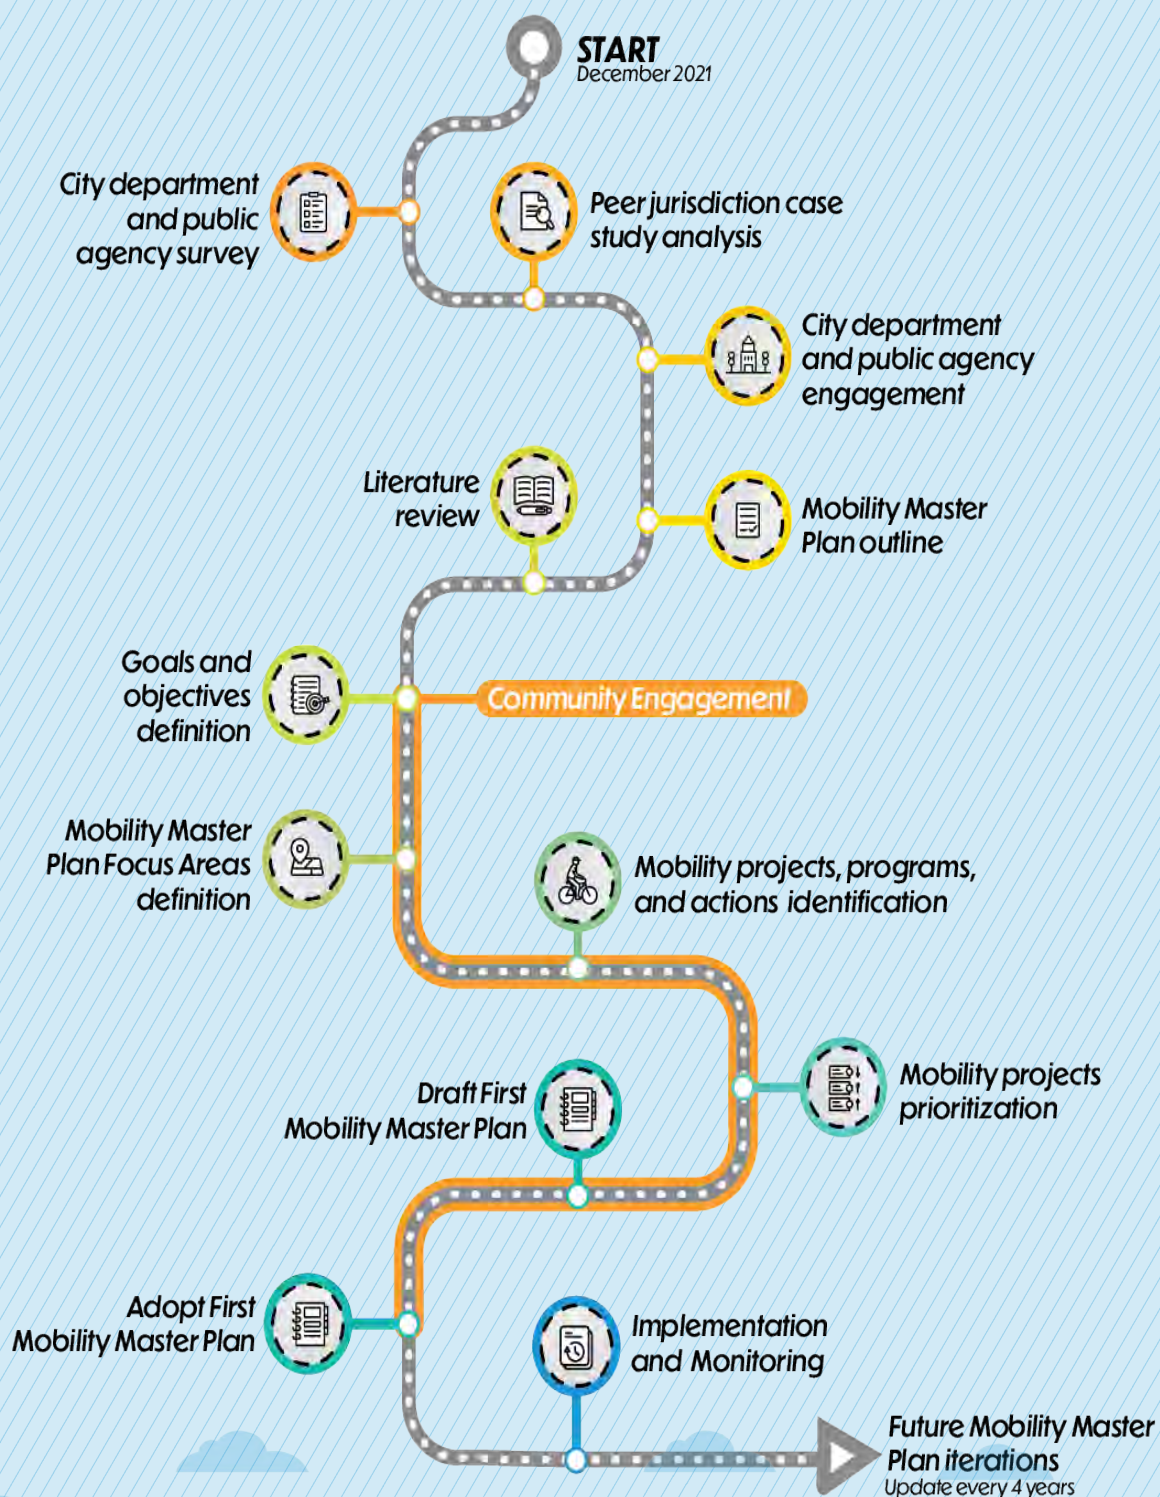 START
December 2021
City department
and public
agency survey
Peer jurisdiction case
study analysis
City department
and public agency
engagement
Literature
review
Mobility Master
Plan outline
Goals and
objectives
definition
Community Engagement
Mobility Master
Plan Focus Areas
definition
Mobility projects, programs,
and actions identification
Mobility projects
prioritization
Draft First
Mobility Master Plan
Adopt First
Mobility Master Plan
Implementation
and Monitoring
Future Mobility Master
Plan iterations
Update every 4 years